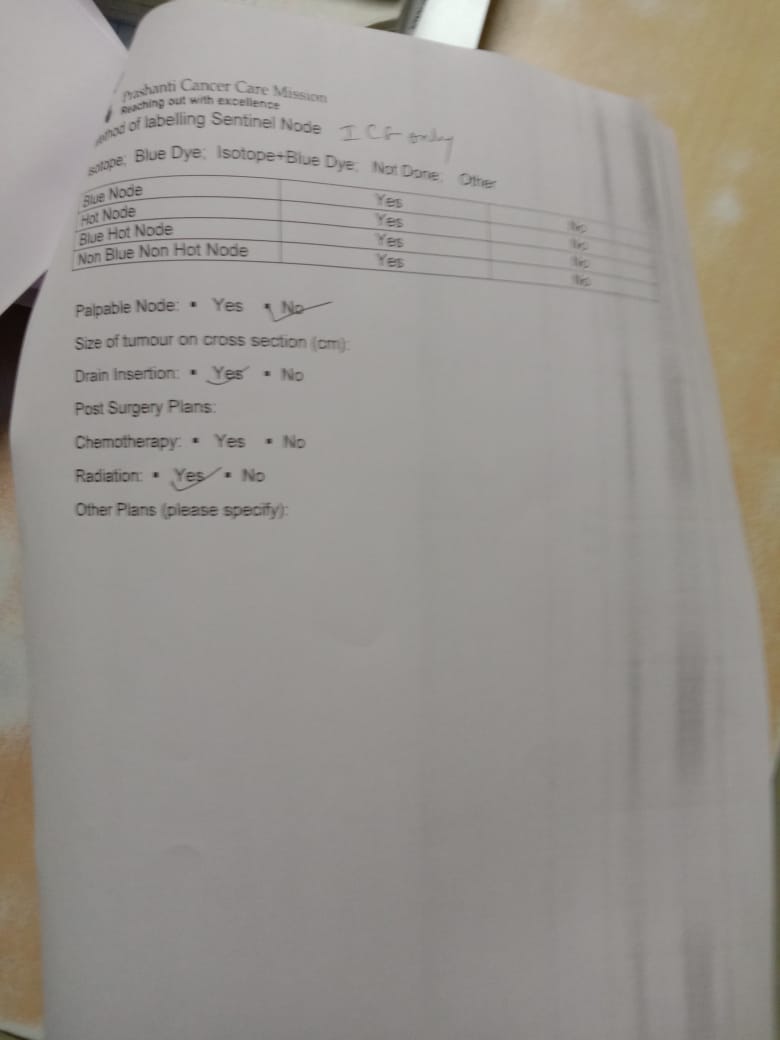 Prashanti Cancer Care Mission
Reaching out with excellence
Method of labelling Sentinel Node ICG only
Isotope; Blue Dye; Isotope+Blue Dye; Not Done; Other
Blue Node Yes No
Hot Node Yes No
Blue Hot Node Yes No
Non Blue Non Hot Node Yes No
Palpable Node: • Yes • No
Size of tumour on cross section (cm):
Drain Insertion: • Yes • No
Post Surgery Plans:
Chemotherapy: • Yes • No
Radiation: • Yes • No
Other Plans (please specify):